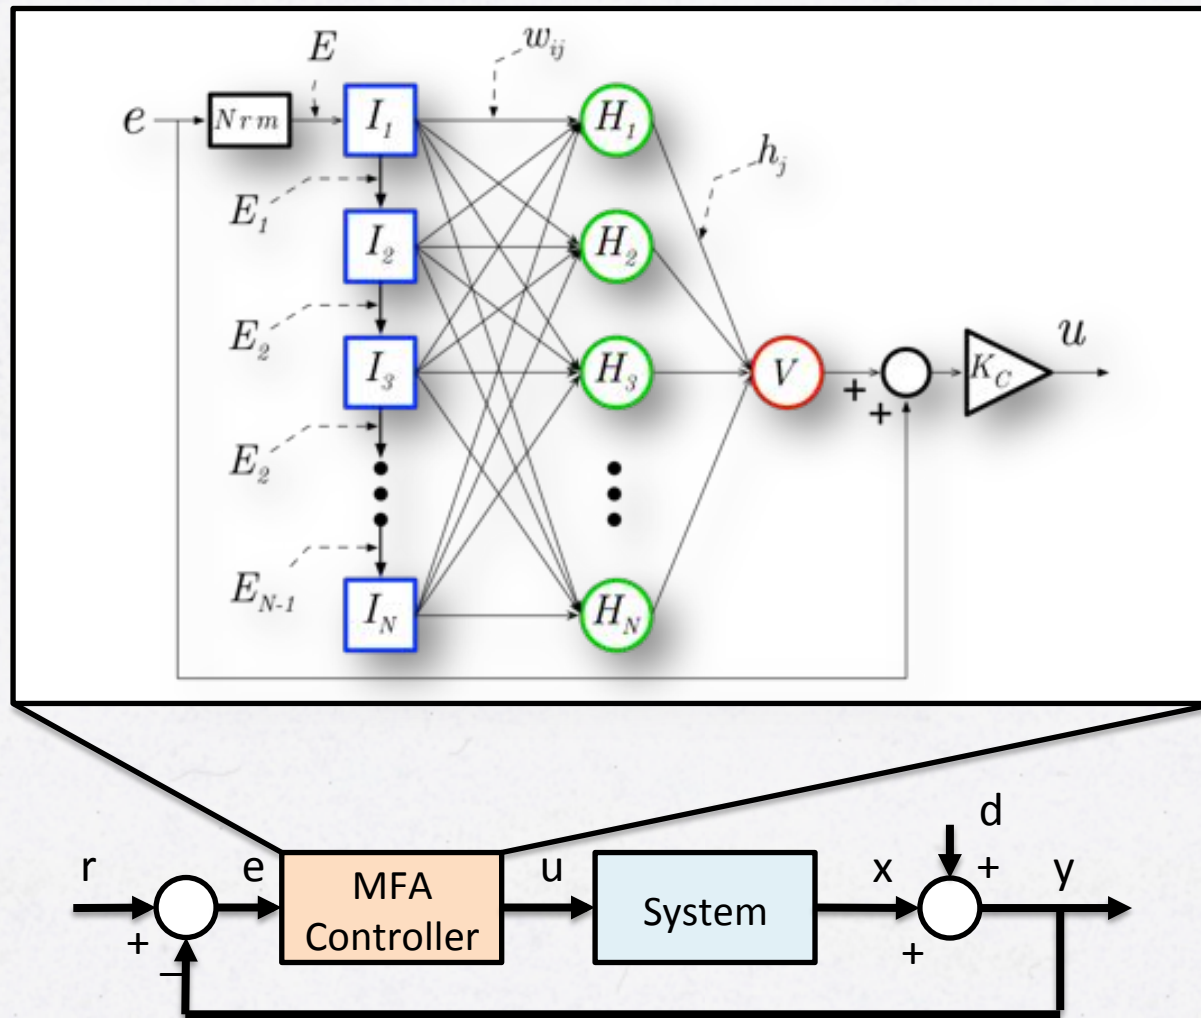 E
w_ij
e
Nrm
I_1
H_1
h_j
E_1
I_2
H_2
E_2
I_3
H_3
V
+
+
K_C
u
E_2
E_{N-1}
I_N
H_N
r
e
MFA
Controller
u
System
x
d
+
y
+
−
+